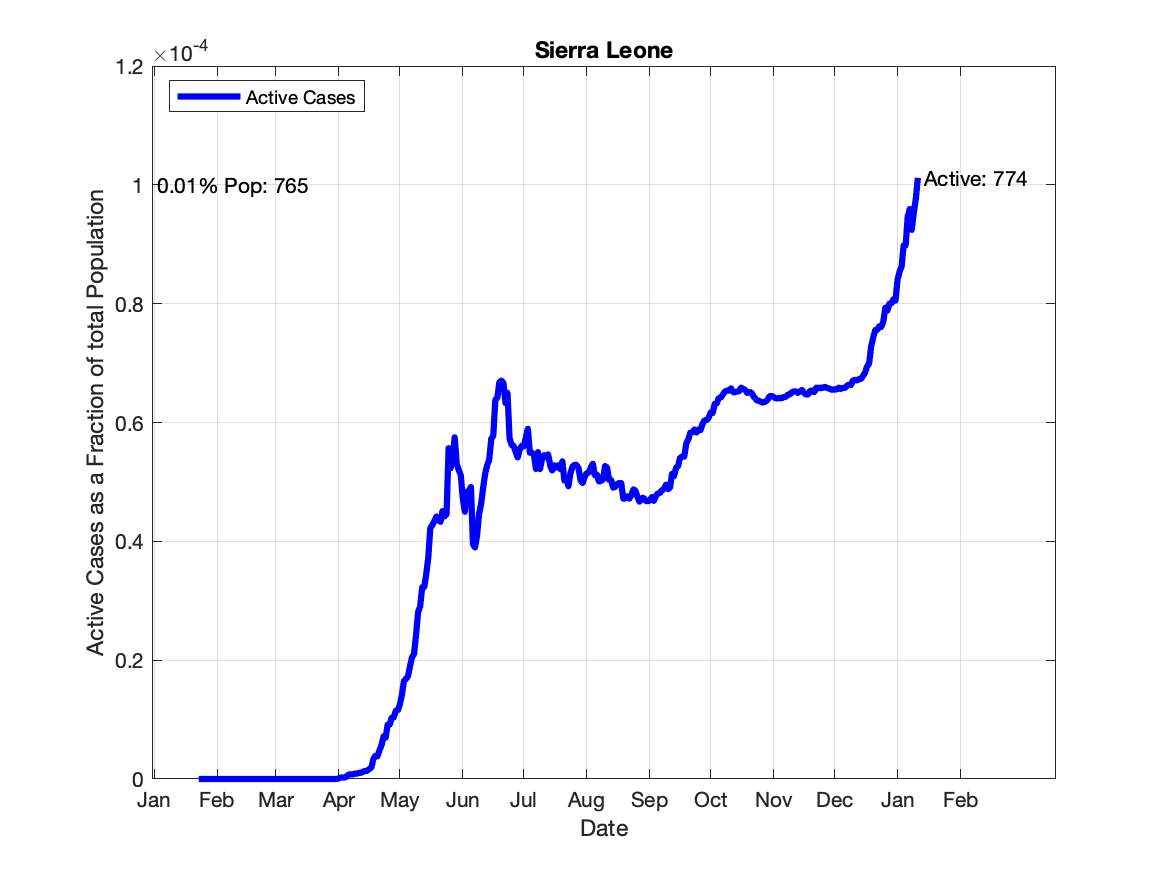 Sierra Leone
×10⁻⁴
Active Cases
0.01% Pop: 765
Active: 774
1.2
1
0.8
0.6
0.4
0.2
0
Active Cases as a Fraction of total Population
Jan Feb Mar Apr May Jun Jul Aug Sep Oct Nov Dec Jan Feb
Date